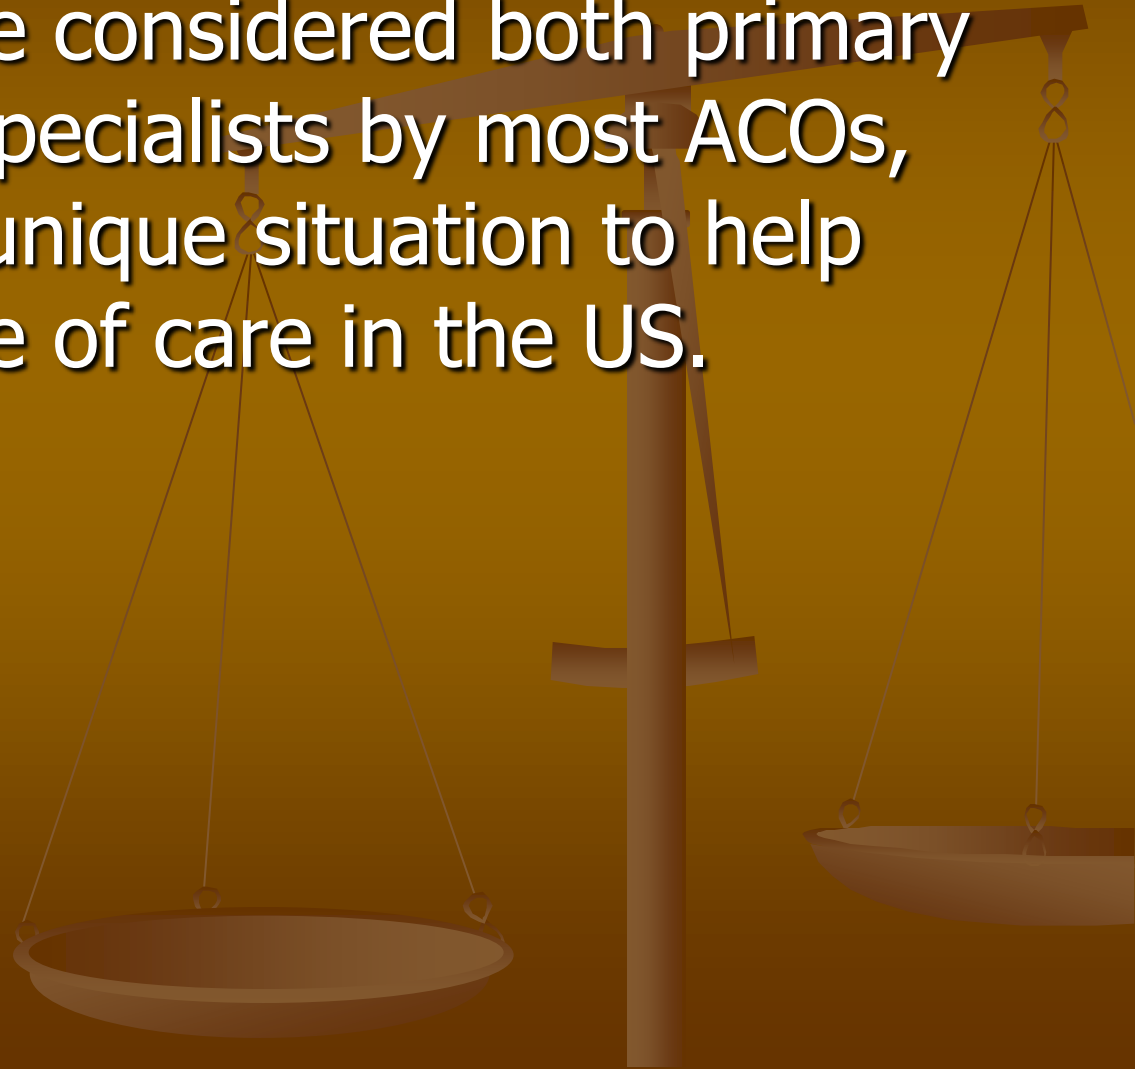 e considered both primary
pecialists by most ACOs,
unique situation to help
e of care in the US.